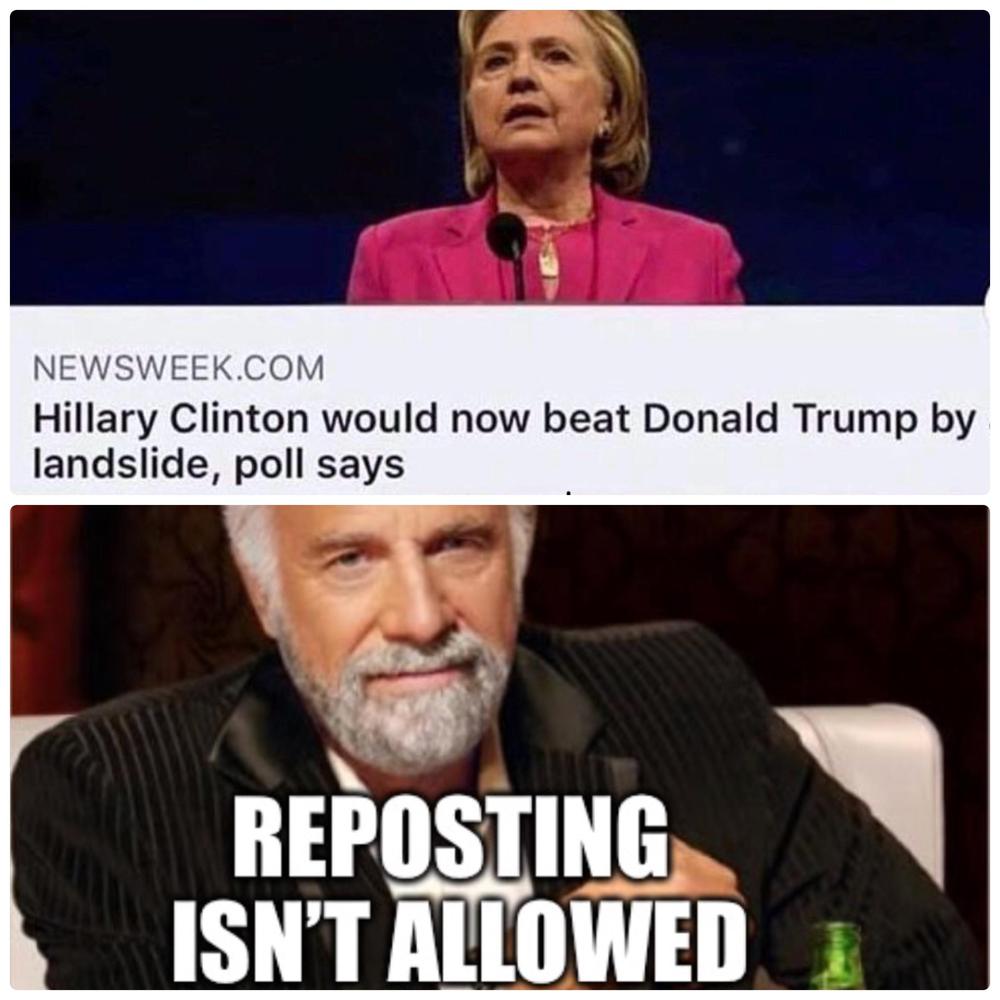 NEWSWEEK.COM
Hillary Clinton would now beat Donald Trump by
landslide, poll says
REPOSTING
ISN'T ALLOWED